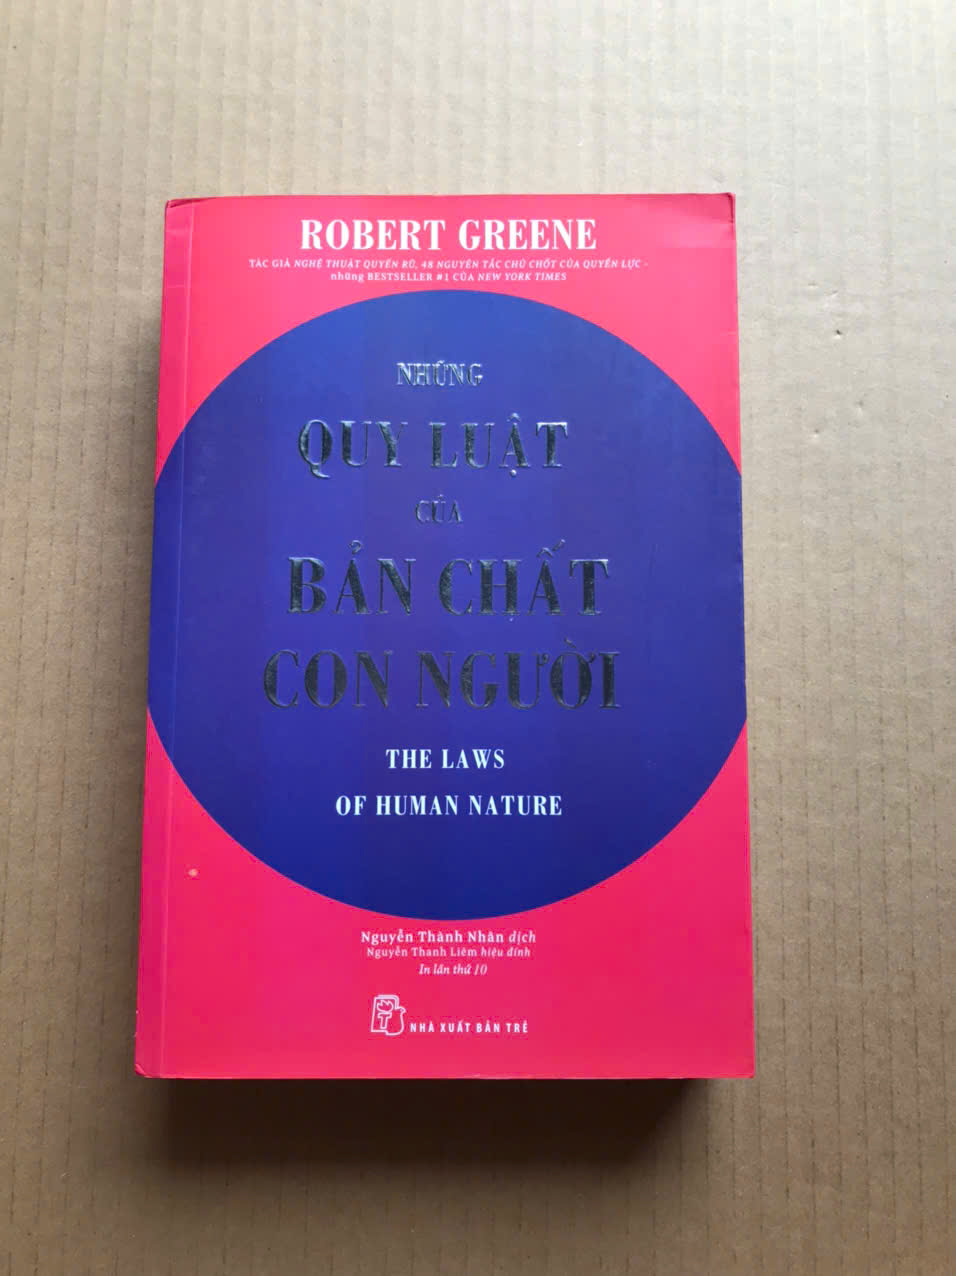 ROBERT GREENE
TÁC GIẢ NGHỆ THUẬT QUYẾN RŨ, 48 NGUYÊN TẮC CHỦ CHỐT CỦA QUYỀN LỰC -
những BESTSELLER #1 CỦA NEW YORK TIMES
NHỮNG
QUY LUẬT
CỦA
BẢN CHẤT
CON NGƯỜI
THE LAWS
OF HUMAN NATURE
Nguyễn Thành Nhân dịch
Nguyễn Thanh Liêm hiệu đính
In lần thứ 10
NHÀ XUẤT BẢN TRẺ